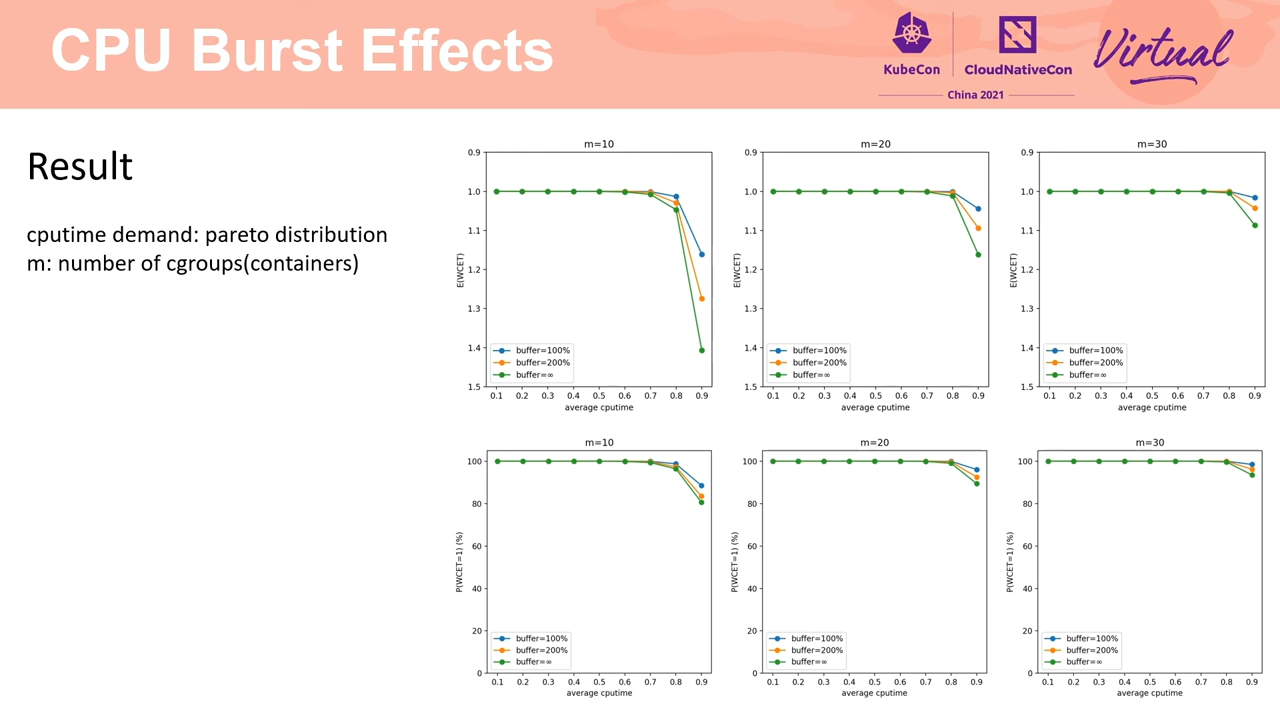 CPU Burst Effects
KubeCon
CloudNativeCon
Virtual
China 2021
Result
cputime demand: pareto distribution
m: number of cgroups(containers)
m=10
0.9
1.0
1.1
1.2
1.3
1.4
1.5
E(WCET)
buffer=100%
buffer=200%
buffer=∞
0.1 0.2 0.3 0.4 0.5 0.6 0.7 0.8 0.9
average cputime
m=20
0.9
1.0
1.1
1.2
1.3
1.4
1.5
E(WCET)
buffer=100%
buffer=200%
buffer=∞
0.1 0.2 0.3 0.4 0.5 0.6 0.7 0.8 0.9
average cputime
m=30
0.9
1.0
1.1
1.2
1.3
1.4
1.5
E(WCET)
buffer=100%
buffer=200%
buffer=∞
0.1 0.2 0.3 0.4 0.5 0.6 0.7 0.8 0.9
average cputime
m=10
100
80
60
40
20
0
P(WCET=1) (%)
buffer=100%
buffer=200%
buffer=∞
0.1 0.2 0.3 0.4 0.5 0.6 0.7 0.8 0.9
average cputime
m=20
100
80
60
40
20
0
P(WCET=1) (%)
buffer=100%
buffer=200%
buffer=∞
0.1 0.2 0.3 0.4 0.5 0.6 0.7 0.8 0.9
average cputime
m=30
100
80
60
40
20
0
P(WCET=1) (%)
buffer=100%
buffer=200%
buffer=∞
0.1 0.2 0.3 0.4 0.5 0.6 0.7 0.8 0.9
average cputime